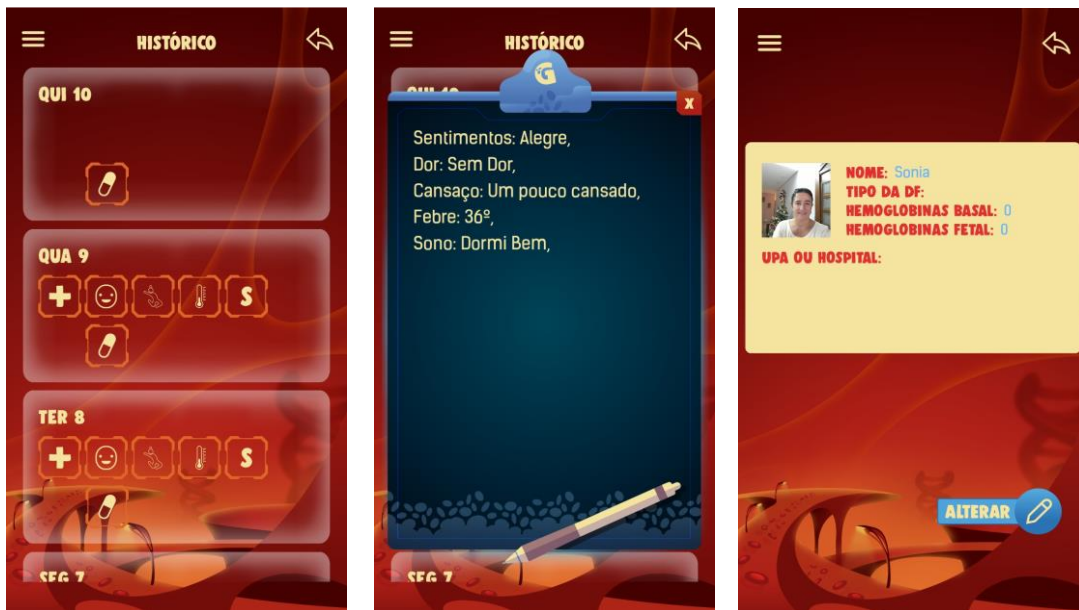 HISTÓRICO
QUI 10
QUA 9
S
TER 8
S
SEG 7
HISTÓRICO
QUI 10
G
X
Sentimentos: Alegre,
Dor: Sem Dor,
Cansaço: Um pouco cansado,
Febre: 36º,
Sono: Dormi Bem,
SEG 7
NOME: Sonia
TIPO DA DF:
HEMOGLOBINAS BASAL: 0
HEMOGLOBINAS FETAL: 0
UPA OU HOSPITAL:
ALTERAR